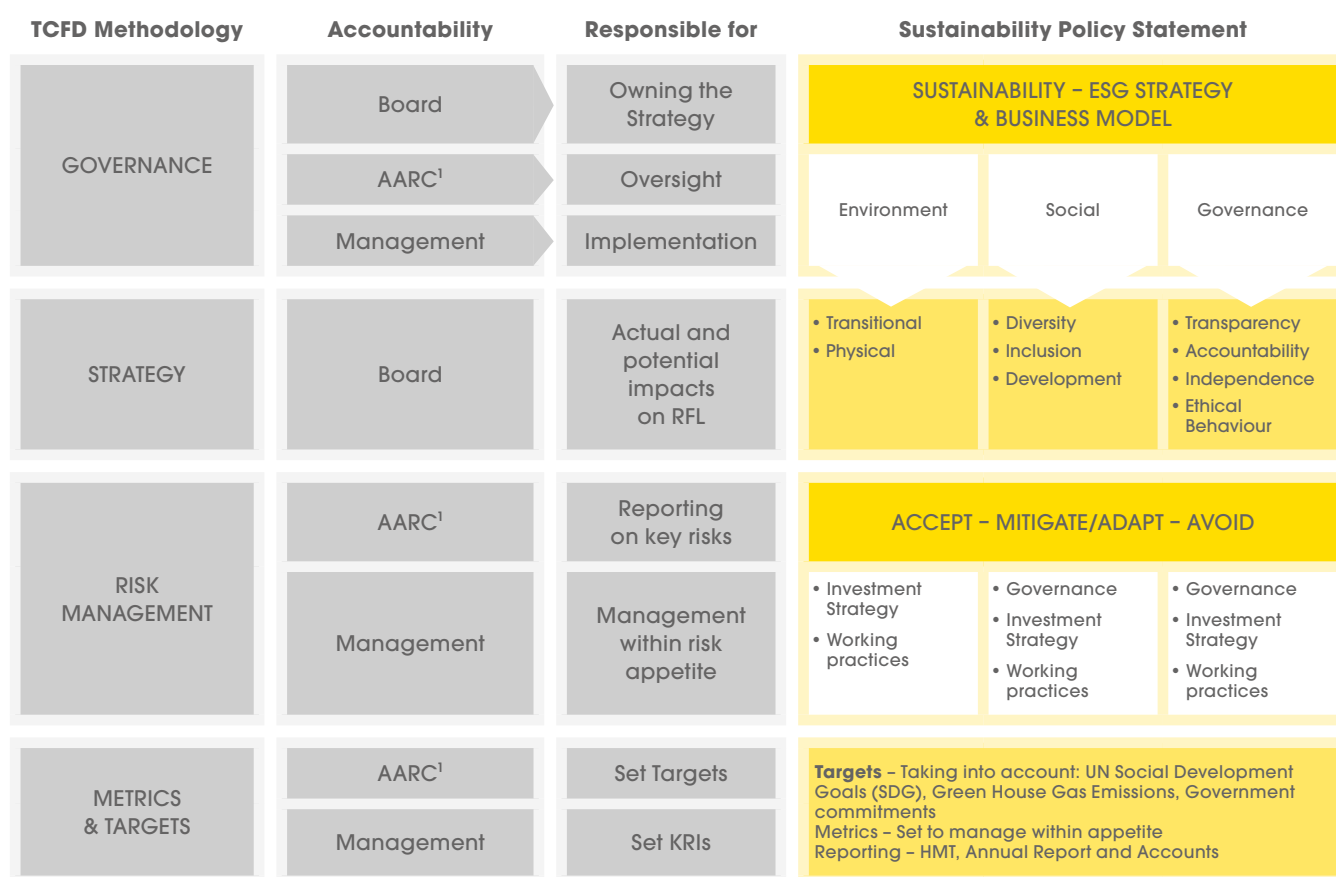 TCFD Methodology
Accountability
Responsible for
Sustainability Policy Statement
GOVERNANCE
Board
Owning the
Strategy
AARC¹
Oversight
Management
Implementation
SUSTAINABILITY – ESG STRATEGY
& BUSINESS MODEL
Environment
Social
Governance
STRATEGY
Board
Actual and
potential
impacts
on RFL
• Transitional
• Physical
• Diversity
• Inclusion
• Development
• Transparency
• Accountability
• Independence
• Ethical
Behaviour
RISK
MANAGEMENT
AARC¹
Reporting
on key risks
Management
Management
within risk
appetite
ACCEPT – MITIGATE/ADAPT – AVOID
• Investment
Strategy
• Working
practices
• Governance
• Investment
Strategy
• Working
practices
• Governance
• Investment
Strategy
• Working
practices
METRICS
& TARGETS
AARC¹
Set Targets
Management
Set KRIs
Targets – Taking into account: UN Social Development
Goals (SDG), Green House Gas Emissions, Government
commitments
Metrics – Set to manage within appetite
Reporting – HMT, Annual Report and Accounts